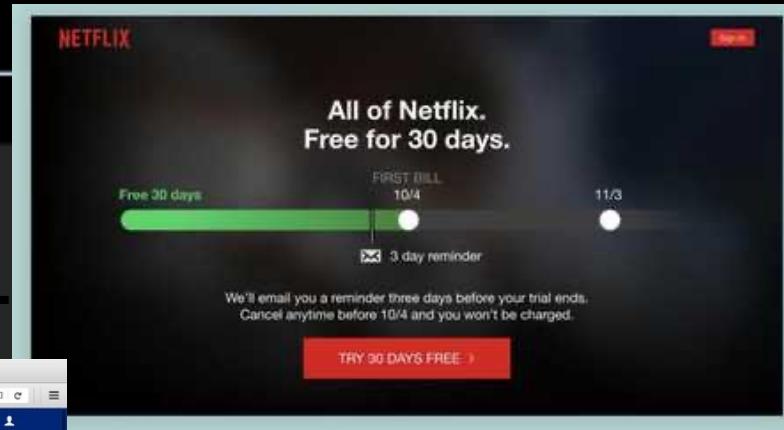 NETFLIX
Sign In
All of Netflix.
Free for 30 days.
FIRST BILL
Free 30 days
10/4
11/3
3 day reminder
We'll email you a reminder three days before your trial ends.
Cancel anytime before 10/4 and you won't be charged.
TRY 30 DAYS FREE >